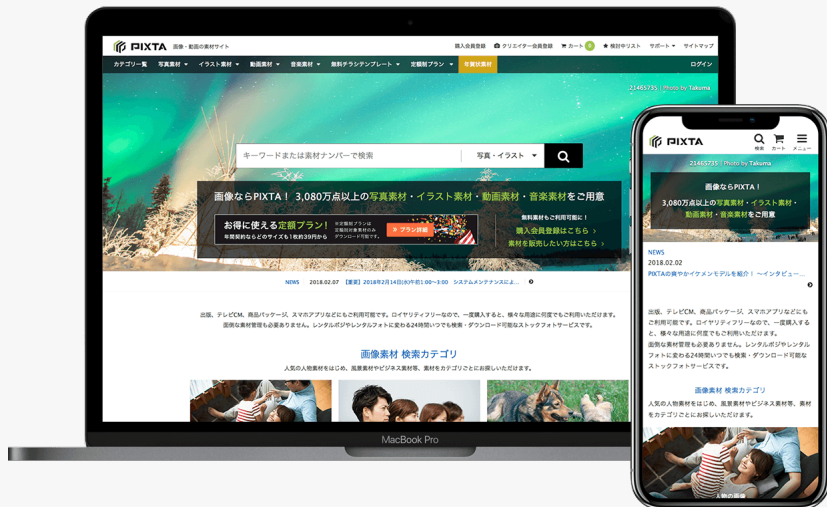 PIXTA 画像・動画の素材サイト
購入会員登録 クリエイター会員登録 カート 0 検討中リスト サポート サイトマップ
カテゴリ一覧 写真素材 イラスト素材 動画素材 音楽素材 無料チラシテンプレート 定額制プラン 年賀状素材 ログイン
21465735 | Photo by Takuma
キーワードまたは素材ナンバーで検索 写真・イラスト
画像ならPIXTA! 3,080万点以上の写真素材・イラスト素材・動画素材・音楽素材をご用意
お得に使える定額プラン!
年間契約ならどのサイズも1枚約39円から
※定額制プランは
定額制対象素材のみ
ダウンロード可能です。
プラン詳細
無料素材もご利用可能に!
購入会員登録はこちら
素材を販売したい方はこちら
NEWS 2018.02.07 【重要】2018年2月14日(水)午前1:00〜3:00 システムメンテナンスによ...
出版、テレビCM、商品パッケージ、スマホアプリなどにもご利用可能です。ロイヤリティフリーなので、一度購入すると、様々な用途に何度でもご利用いただけます。
面倒な素材管理も必要ありません。レンタルポジやレンタルフォトに変わる24時間いつでも検索・ダウンロード可能なストックフォトサービスです。
画像素材 検索カテゴリ
人気の人物素材をはじめ、風景素材やビジネス素材等、素材をカテゴリごとにお探しいただけます。
MacBook Pro
PIXTA
検索 カート メニュー
21465735 | Photo by Takuma
画像ならPIXTA!
3,080万点以上の写真素材・イラスト素材・
動画素材・音楽素材をご用意
NEWS
2018.02.02
PIXTAの爽やかイケメンモデルを紹介! 〜インタビュー...
出版、テレビCM、商品パッケージ、スマホアプリなどにも
ご利用可能です。ロイヤリティフリーなので、一度購入する
と、様々な用途に何度でもご利用いただけます。
面倒な素材管理も必要ありません。レンタルポジやレンタル
フォトに変わる24時間いつでも検索・ダウンロード可能な
ストックフォトサービスです。
画像素材 検索カテゴリ
人気の人物素材をはじめ、風景素材やビジネス素材等、素材
をカテゴリごとにお探しいただけます。
人物の画像